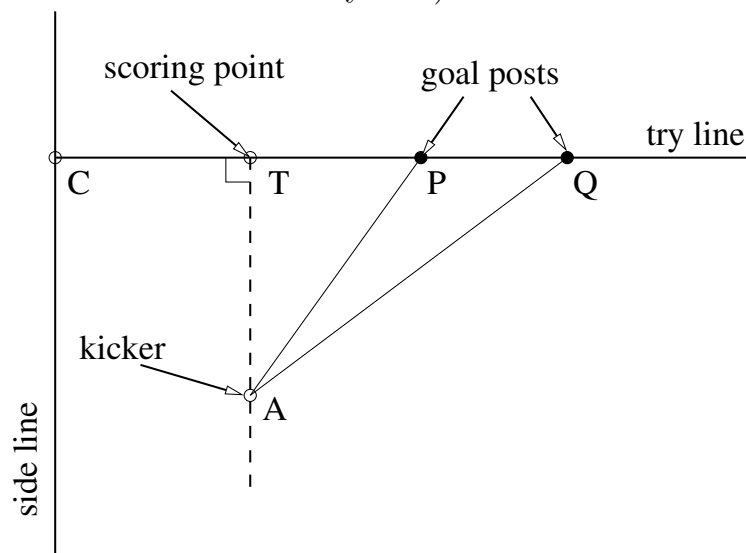 scoring point
goal posts
try line
C
T
P
Q
kicker
A
side line